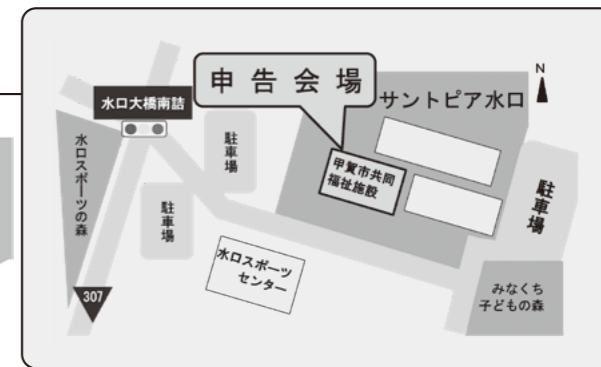 申告会場
サントピア水口
N
水口大橋南詰
水口スポーツの森
駐車場
駐車場
甲賀市共同
福祉施設
駐車場
水口スポーツ
センター
みなくち
子どもの森
307